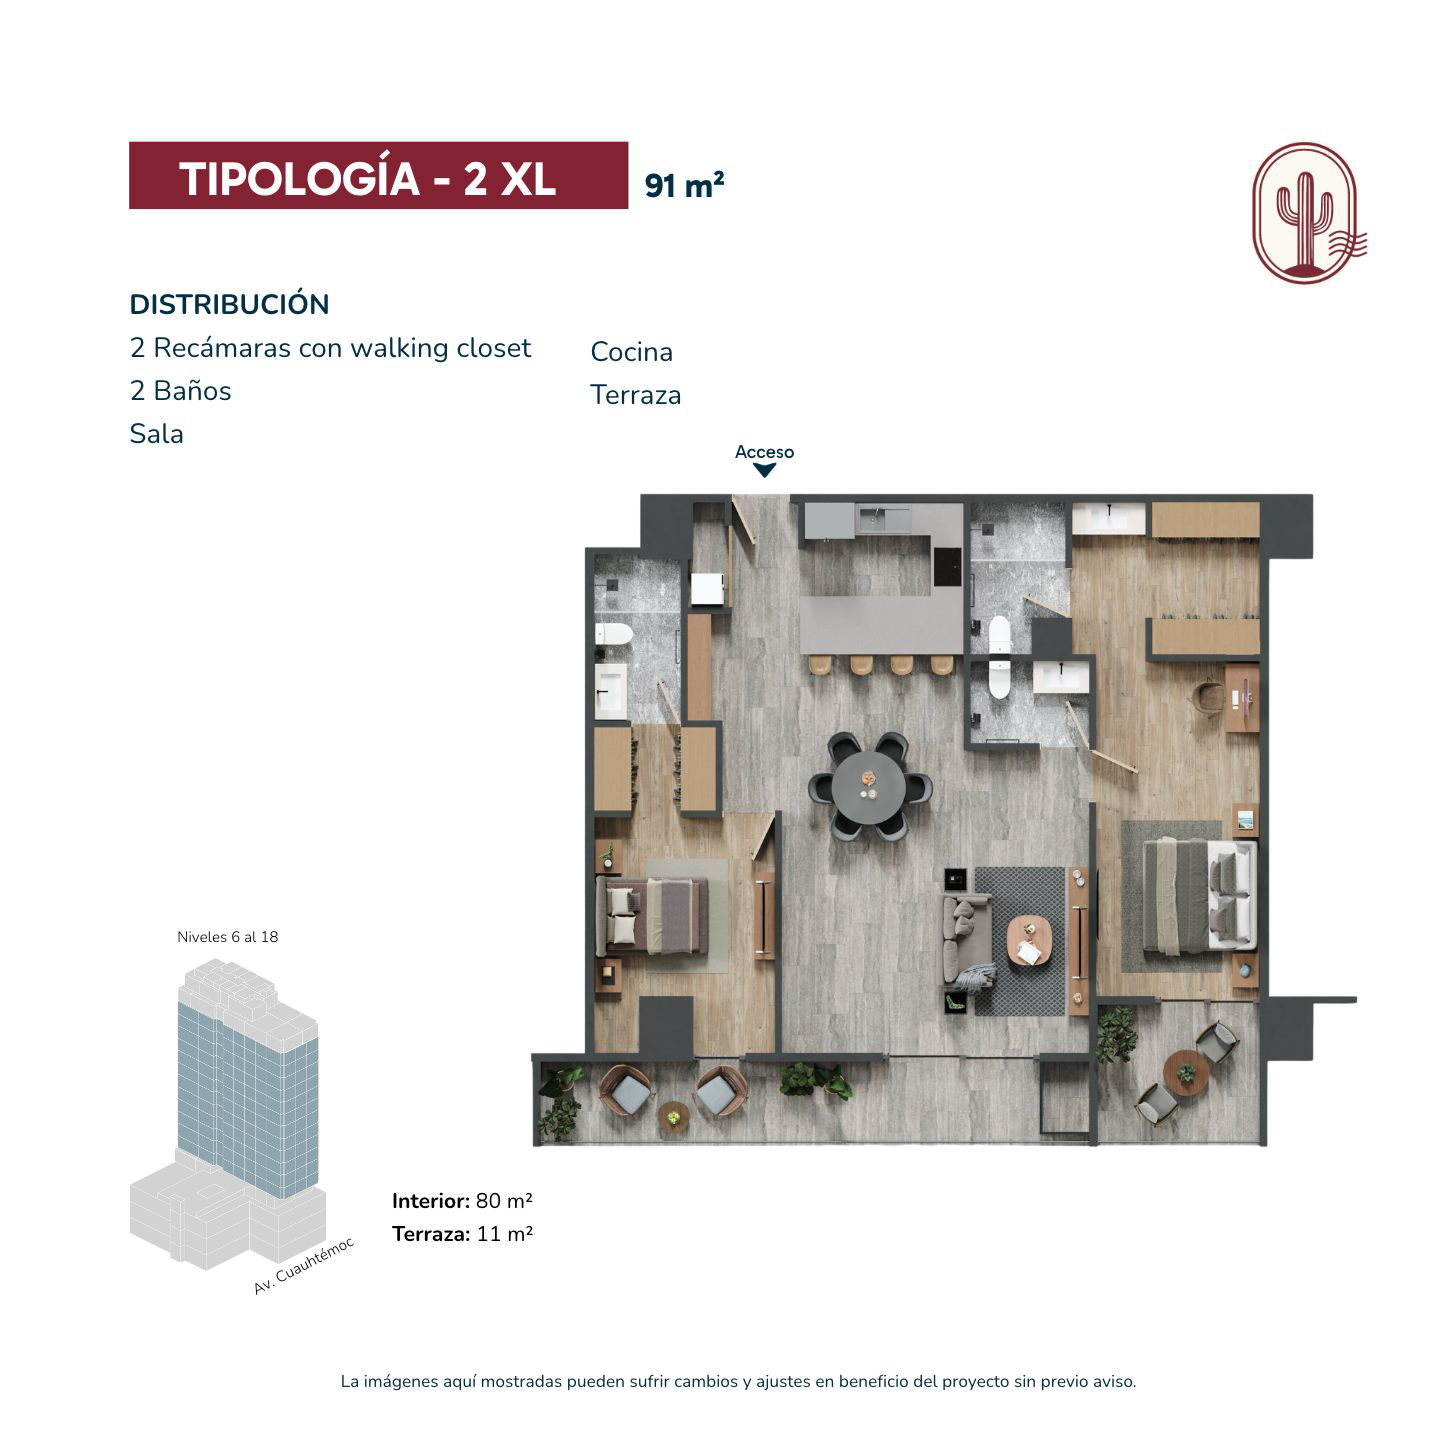 TIPOLOGÍA - 2 XL
91 m²
DISTRIBUCIÓN
2 Recámaras con walking closet
2 Baños
Sala
Cocina
Terraza
Acceso
Niveles 6 al 18
Av. Cuauhtémoc
Interior: 80 m²
Terraza: 11 m²
La imágenes aquí mostradas pueden sufrir cambios y ajustes en beneficio del proyecto sin previo aviso.